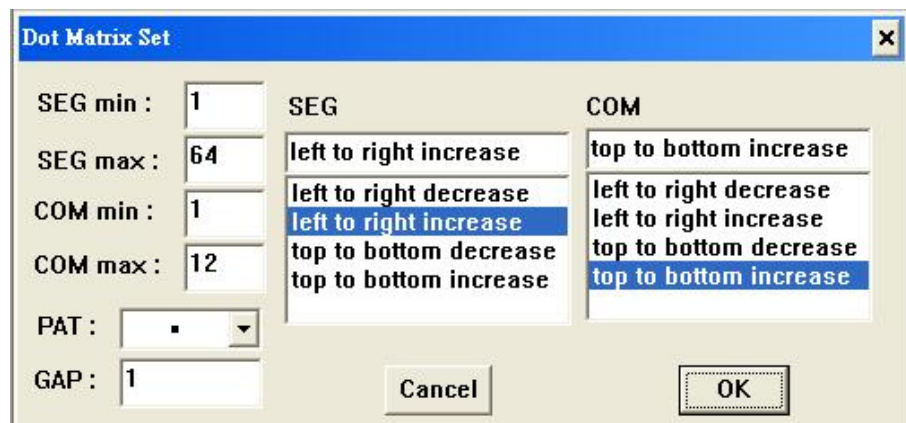 Dot Matrix Set
SEG min : 1
SEG max : 64
COM min : 1
COM max : 12
PAT :
GAP : 1
SEG
left to right increase
left to right decrease
left to right increase
top to bottom decrease
top to bottom increase
COM
top to bottom increase
left to right decrease
left to right increase
top to bottom decrease
top to bottom increase
Cancel
OK